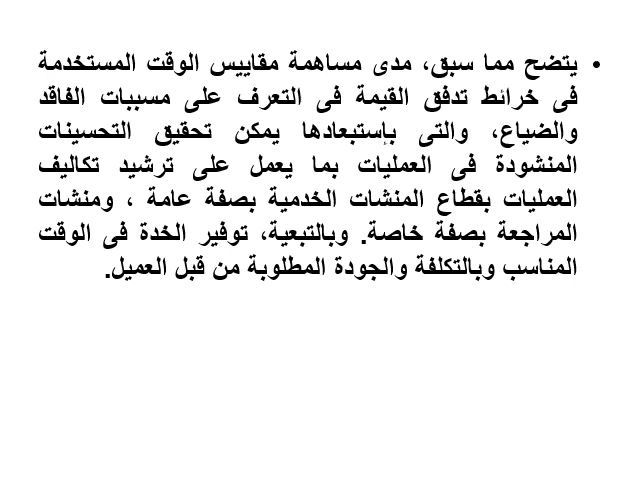 • يتضح مما سبق، مدى مساهمة مقاييس الوقت المستخدمة
فى خرائط تدفق القيمة فى التعرف على مسببات الفاقد
والضياع، والتى بإستبعادها يمكن تحقيق التحسينات
المنشودة فى العمليات بما يعمل على ترشيد تكاليف
العمليات بقطاع المنشات الخدمية بصفة عامة ، ومنشات
المراجعة بصفة خاصة. وبالتبعية، توفير الخدة فى الوقت
المناسب وبالتكلفة والجودة المطلوبة من قبل العميل.